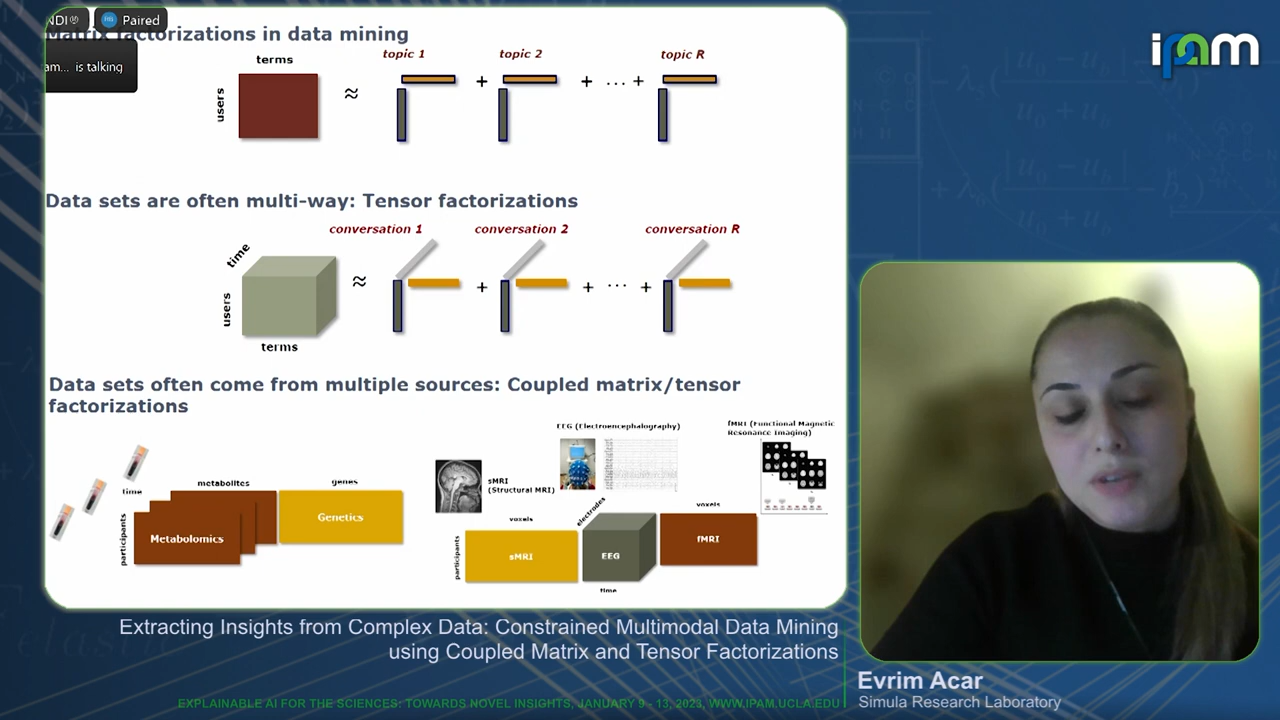 NDI
Paired
Matrix factorizations in data mining
am... is talking
terms
users
≈
topic 1
+
topic 2
+ ... +
topic R
Data sets are often multi-way: Tensor factorizations
time
users
terms
≈
conversation 1
+
conversation 2
+ ... +
conversation R
Data sets often come from multiple sources: Coupled matrix/tensor
factorizations
time
participants
metabolites
Metabolomics
genes
Genetics
sMRI
(Structural MRI)
EEG (Electroencephalography)
fMRI (Functional Magnetic
Resonance Imaging)
participants
voxels
sMRI
electrodes
EEG
time
voxels
fMRI
ipam
Extracting Insights from Complex Data: Constrained Multimodal Data Mining
using Coupled Matrix and Tensor Factorizations
Evrim Acar
Simula Research Laboratory
EXPLAINABLE AI FOR THE SCIENCES: TOWARDS NOVEL INSIGHTS, JANUARY 9 - 13, 2023, WWW.IPAM.UCLA.EDU